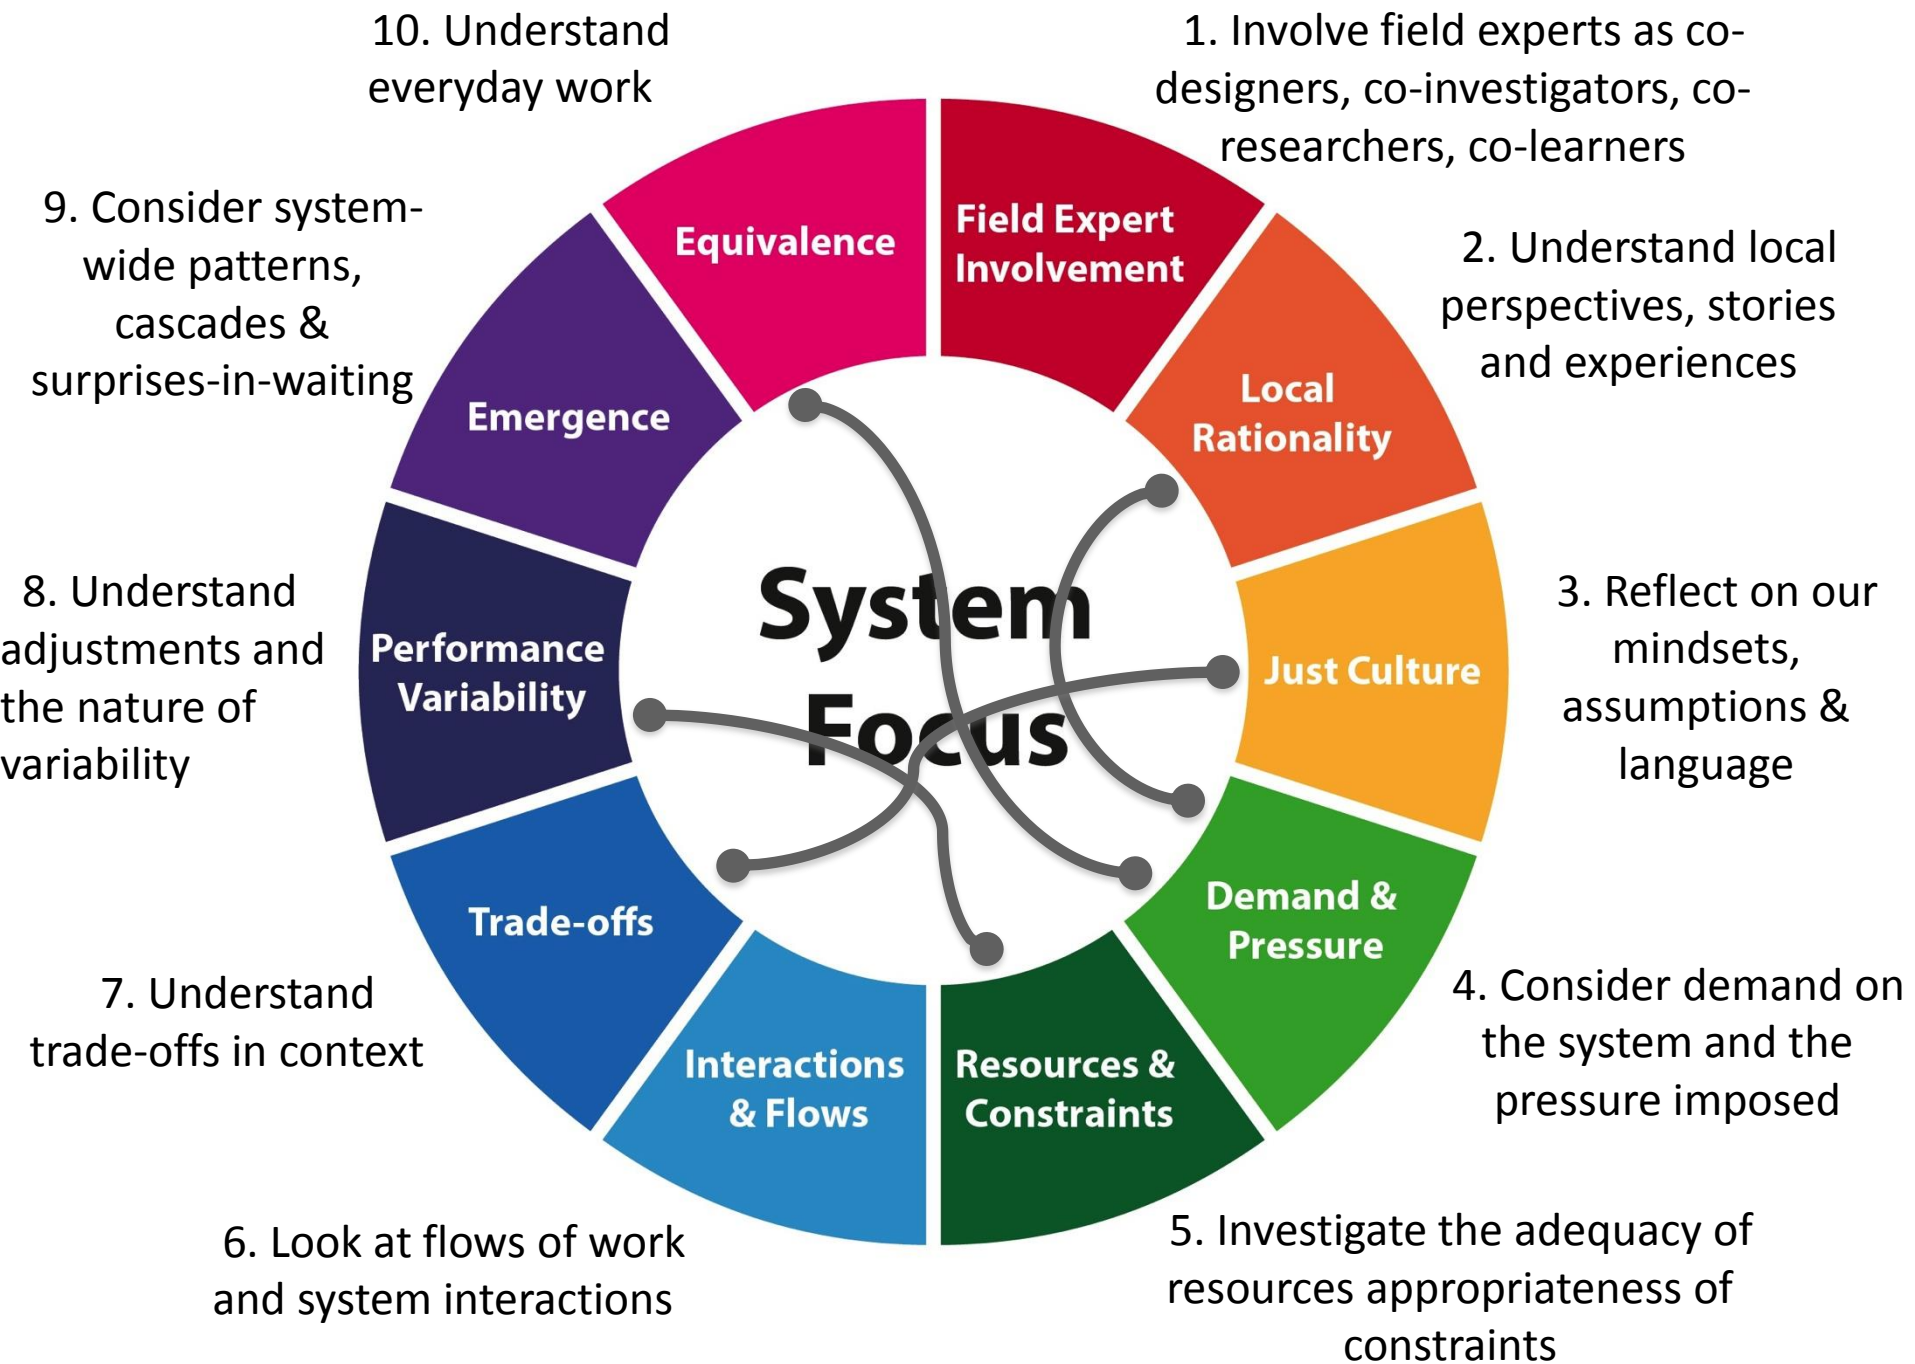 10. Understand
everyday work
1. Involve field experts as co-
designers, co-investigators, co-
researchers, co-learners
9. Consider system-
wide patterns,
cascades &
surprises-in-waiting
2. Understand local
perspectives, stories
and experiences
8. Understand
adjustments and
the nature of
variability
3. Reflect on our
mindsets,
assumptions &
language
7. Understand
trade-offs in context
4. Consider demand on
the system and the
pressure imposed
6. Look at flows of work
and system interactions
5. Investigate the adequacy of
resources appropriateness of
constraints
Equivalence
Field Expert
Involvement
Emergence
Local
Rationality
Performance
Variability
Just Culture
Trade-offs
Demand &
Pressure
Interactions
& Flows
Resources &
Constraints
System
Focus